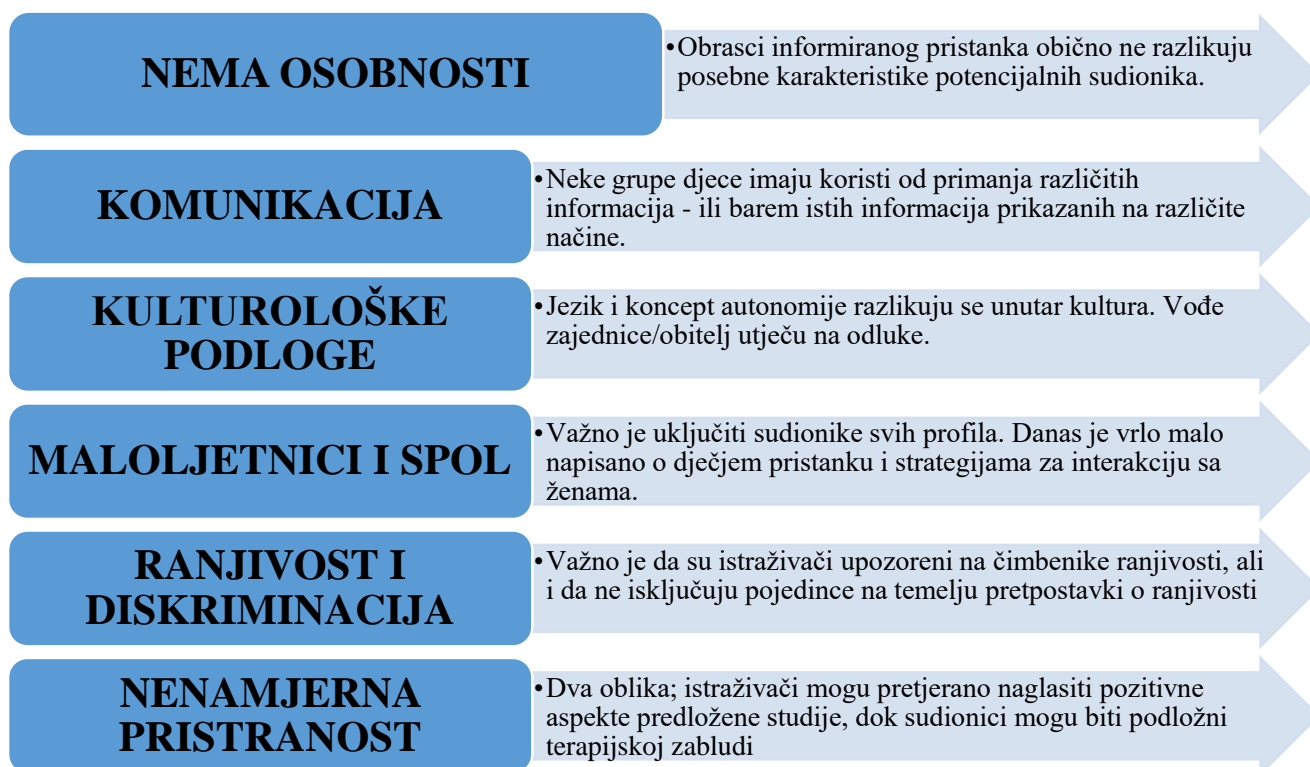 NEMA OSOBNOSTI
•Obrasci informiranog pristanka obično ne razlikuju
posebne karakteristike potencijalnih sudionika.
KOMUNIKACIJA
•Neke grupe djece imaju koristi od primanja različitih
informacija - ili barem istih informacija prikazanih na različite
načine.
KULTUROLOŠKE
PODLOGE
•Jezik i koncept autonomije razlikuju se unutar kultura. Vođe
zajednice/obitelj utječu na odluke.
MALOLJETNICI I SPOL
•Važno je uključiti sudionike svih profila. Danas je vrlo malo
napisano o dječjem pristanku i strategijama za interakciju sa
ženama.
RANJIVOST I
DISKRIMINACIJA
•Važno je da su istraživači upozoreni na čimbenike ranjivosti, ali
i da ne isključuju pojedince na temelju pretpostavki o ranjivosti
NENAMJERNA
PRISTRANOST
•Dva oblika; istraživači mogu pretjerano naglasiti pozitivne
aspekte predložene studije, dok sudionici mogu biti podložni
terapijskoj zabludi